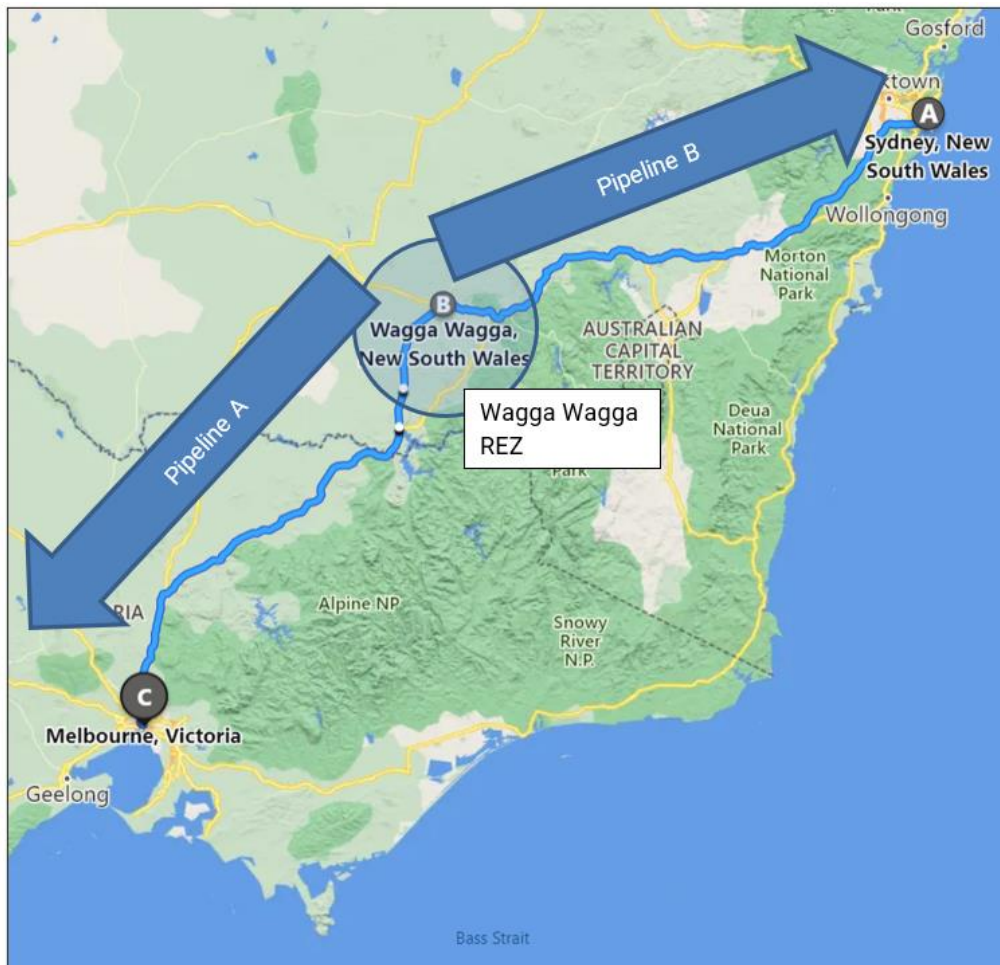 Park
Gosford
ktown
A
Sydney, New
South Wales
Pipeline B
Wollongong
Morton
National
Park
B
Wagga Wagga,
New South Wales
AUSTRALIAN
CAPITAL
TERRITORY
Wagga Wagga
REZ
Park
Deua
National
Park
Pipeline A
RIA
Alpine NP
Snowy
River
N.P.
C
Melbourne, Victoria
Geelong
Bass Strait